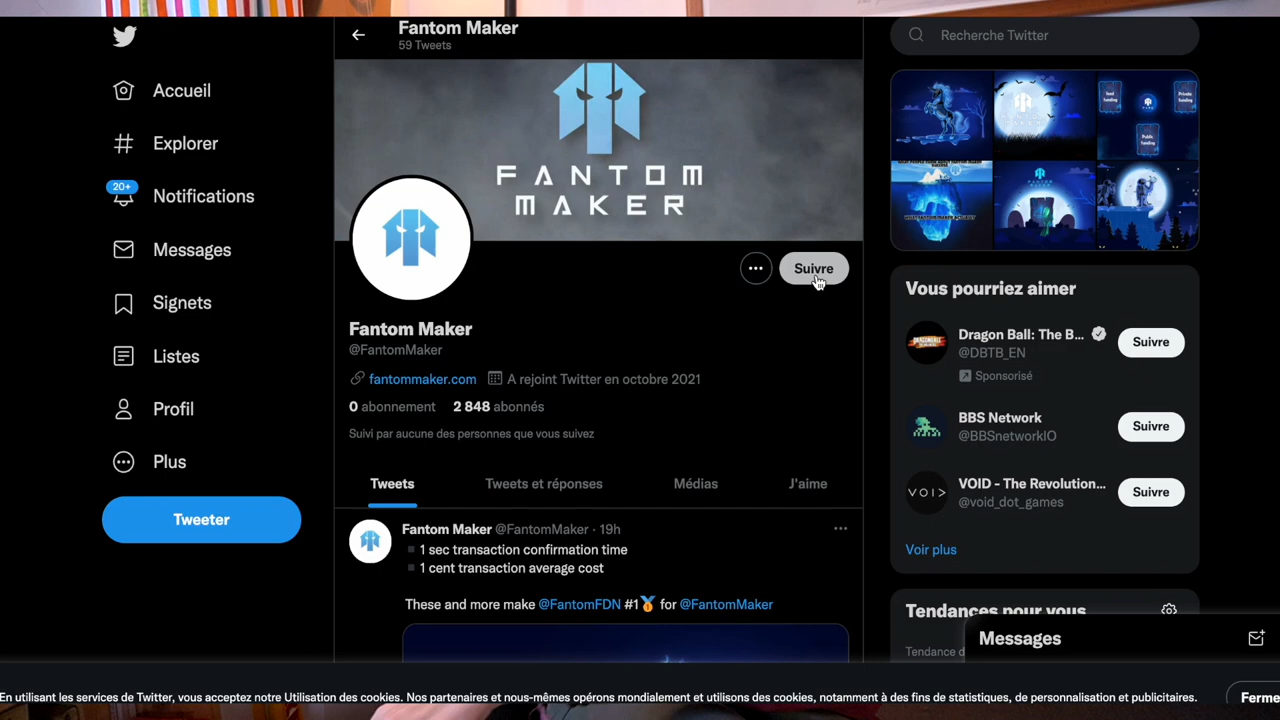 Fantom Maker
59 Tweets
Recherche Twitter
Accueil
Explorer
20+
Notifications
Messages
Signets
Listes
Profil
Plus
Tweeter
FANTOM
MAKER
Suivre
Fantom Maker
@FantomMaker
fantommaker.com A rejoint Twitter en octobre 2021
0 abonnement 2 848 abonnés
Suivi par aucune des personnes que vous suivez
Tweets Tweets et réponses Médias J'aime
Fantom Maker @FantomMaker · 19h
1 sec transaction confirmation time
1 cent transaction average cost
These and more make @FantomFDN #1🥇 for @FantomMaker
Vous pourriez aimer
Dragon Ball: The B...
@DBTB_EN
Suivre
Sponsorisé
BBS Network
@BBSnetworkIO
Suivre
VOID
VOID - The Revolution...
@void_dot_games
Suivre
Voir plus
Tendances pour vous
Tendance d
Messages
En utilisant les services de Twitter, vous acceptez notre Utilisation des cookies. Nos partenaires et nous-mêmes opérons mondialement et utilisons des cookies, notamment à des fins de statistiques, de personnalisation et publicitaires.
Ferme